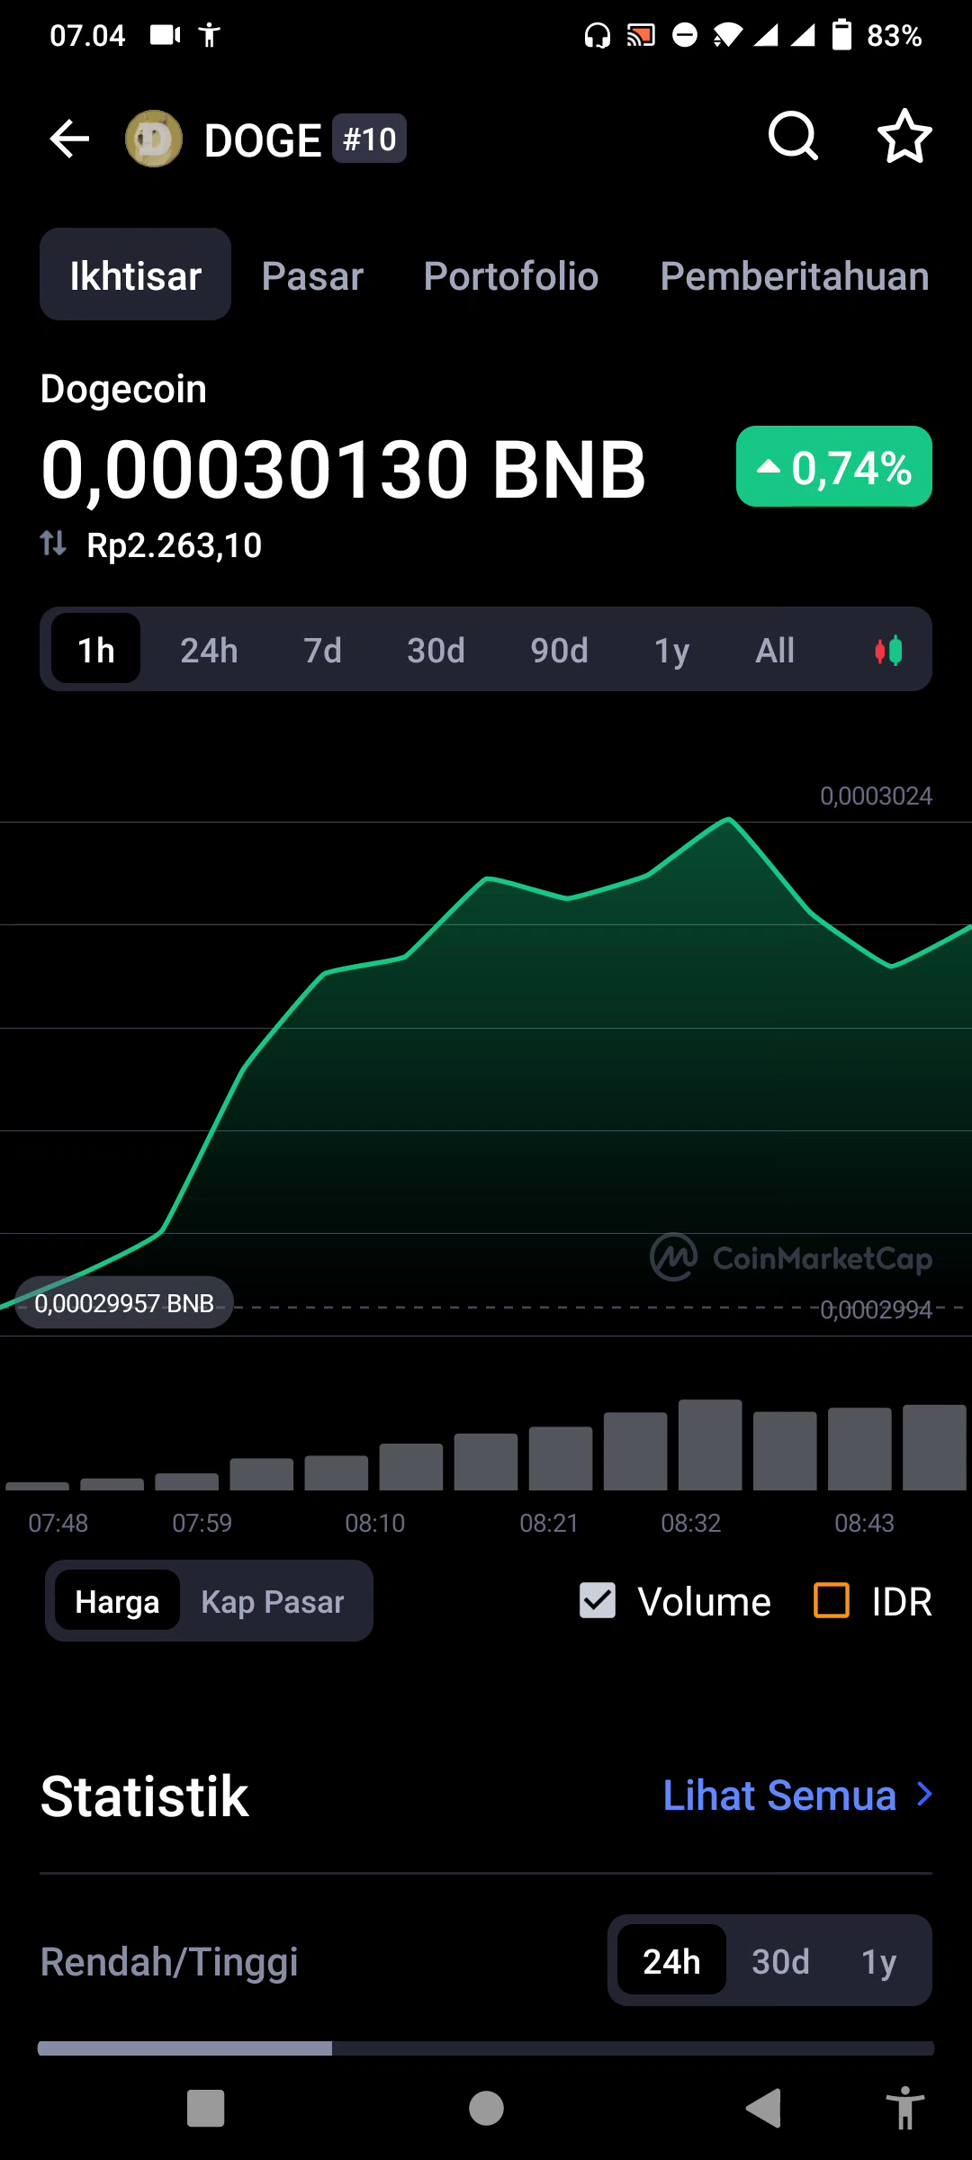 07.04 83%
DOGE #10
Ikhtisar Pasar Portofolio Pemberitahuan
Dogecoin
0,00030130 BNB 0,74%
Rp2.263,10
1h 24h 7d 30d 90d 1y All
0,0003024
CoinMarketCap
0,00029957 BNB 0,0002994
07:48 07:59 08:10 08:21 08:32 08:43
Harga Kap Pasar Volume IDR
Statistik Lihat Semua
Rendah/Tinggi 24h 30d 1y